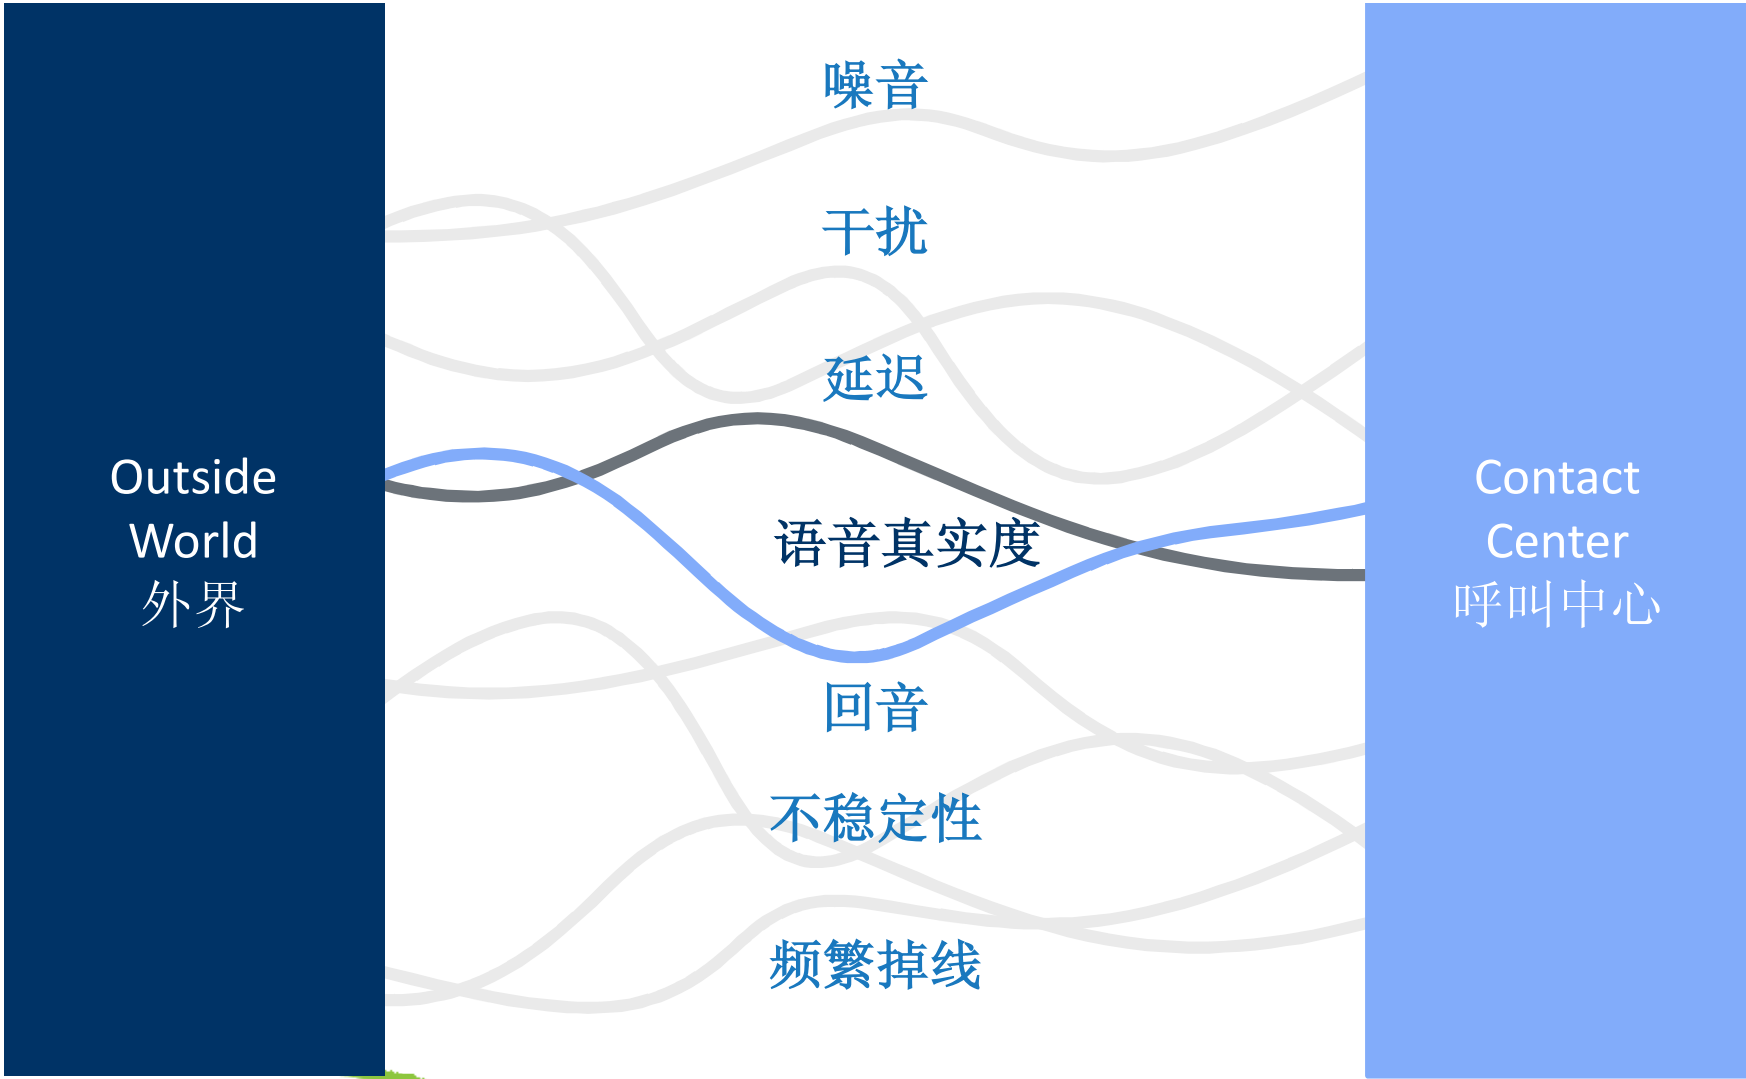 Outside
World
外界
噪音
干扰
延迟
语音真实度
回音
不稳定性
频繁掉线
Contact
Center
呼叫中心